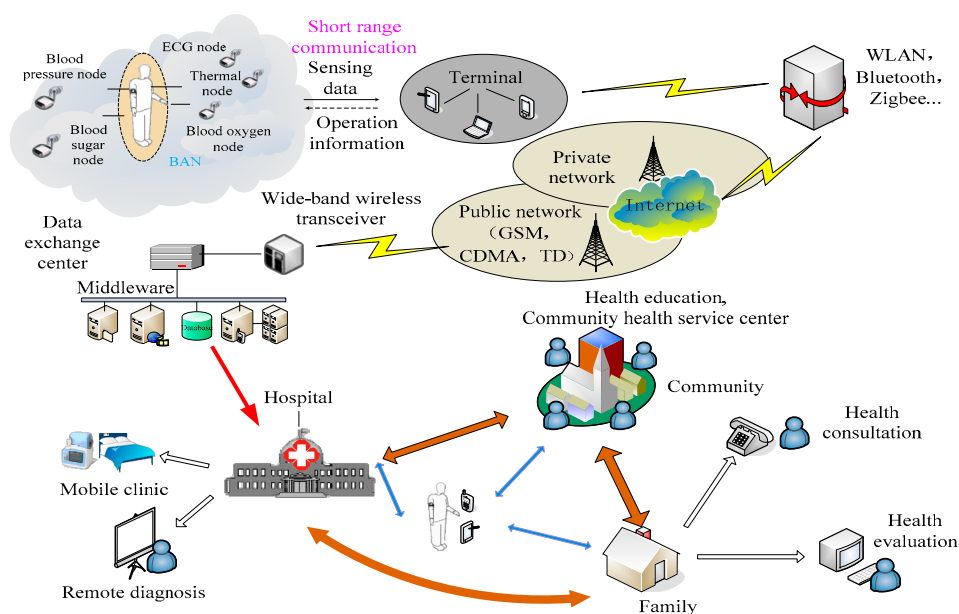 Blood
pressure node
ECG node
Thermal
node
Blood
sugar
node
Blood oxygen
node
BAN
Short range
communication
Sensing
data
Operation
information
Terminal
WLAN,
Bluetooth,
Zigbee...
Private
network
Internet
Public network
(GSM,
CDMA, TD)
Wide-band wireless
transceiver
Data
exchange
center
Middleware
Database
Health education,
Community health service center
Community
Hospital
Health
consultation
Mobile clinic
Remote diagnosis
Health
evaluation
Family